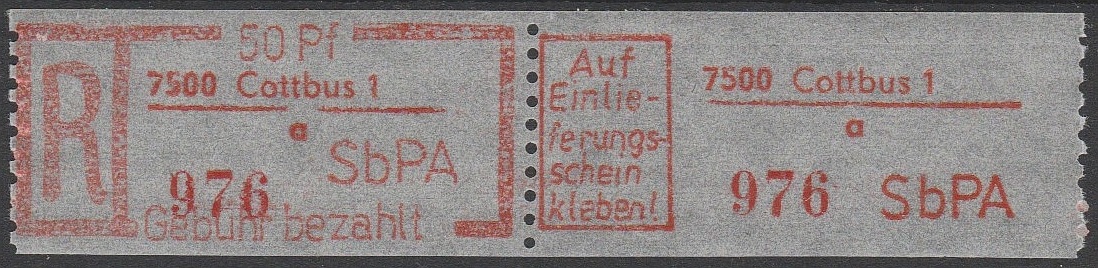 R
50 Pf
7500 Cottbus 1
a
SbPA
976
Gebühr bezahlt
Auf
Einlie-
ferungs-
schein
kleben!
7500 Cottbus 1
a
976 SbPA